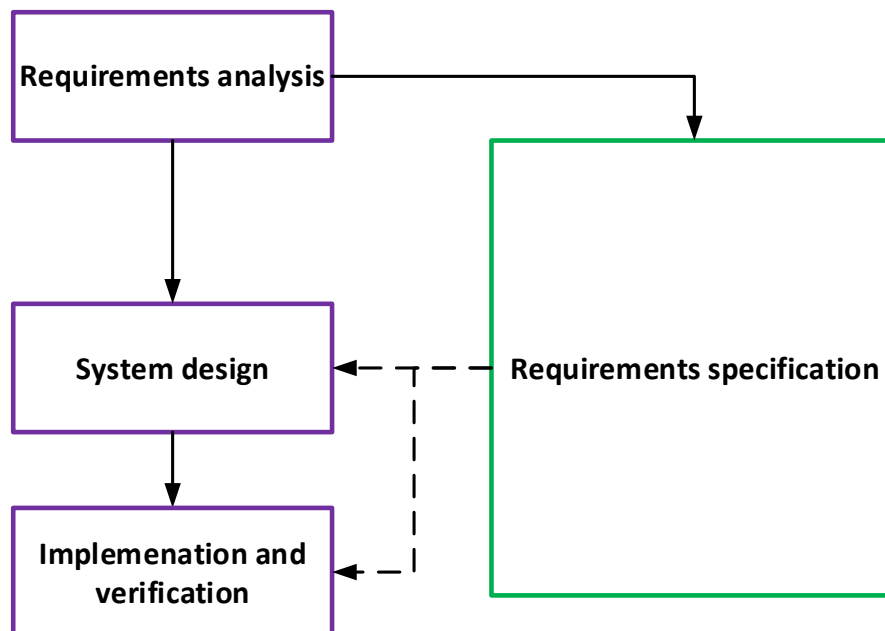 Requirements analysis
System design
Requirements specification
Implemenation and
verification